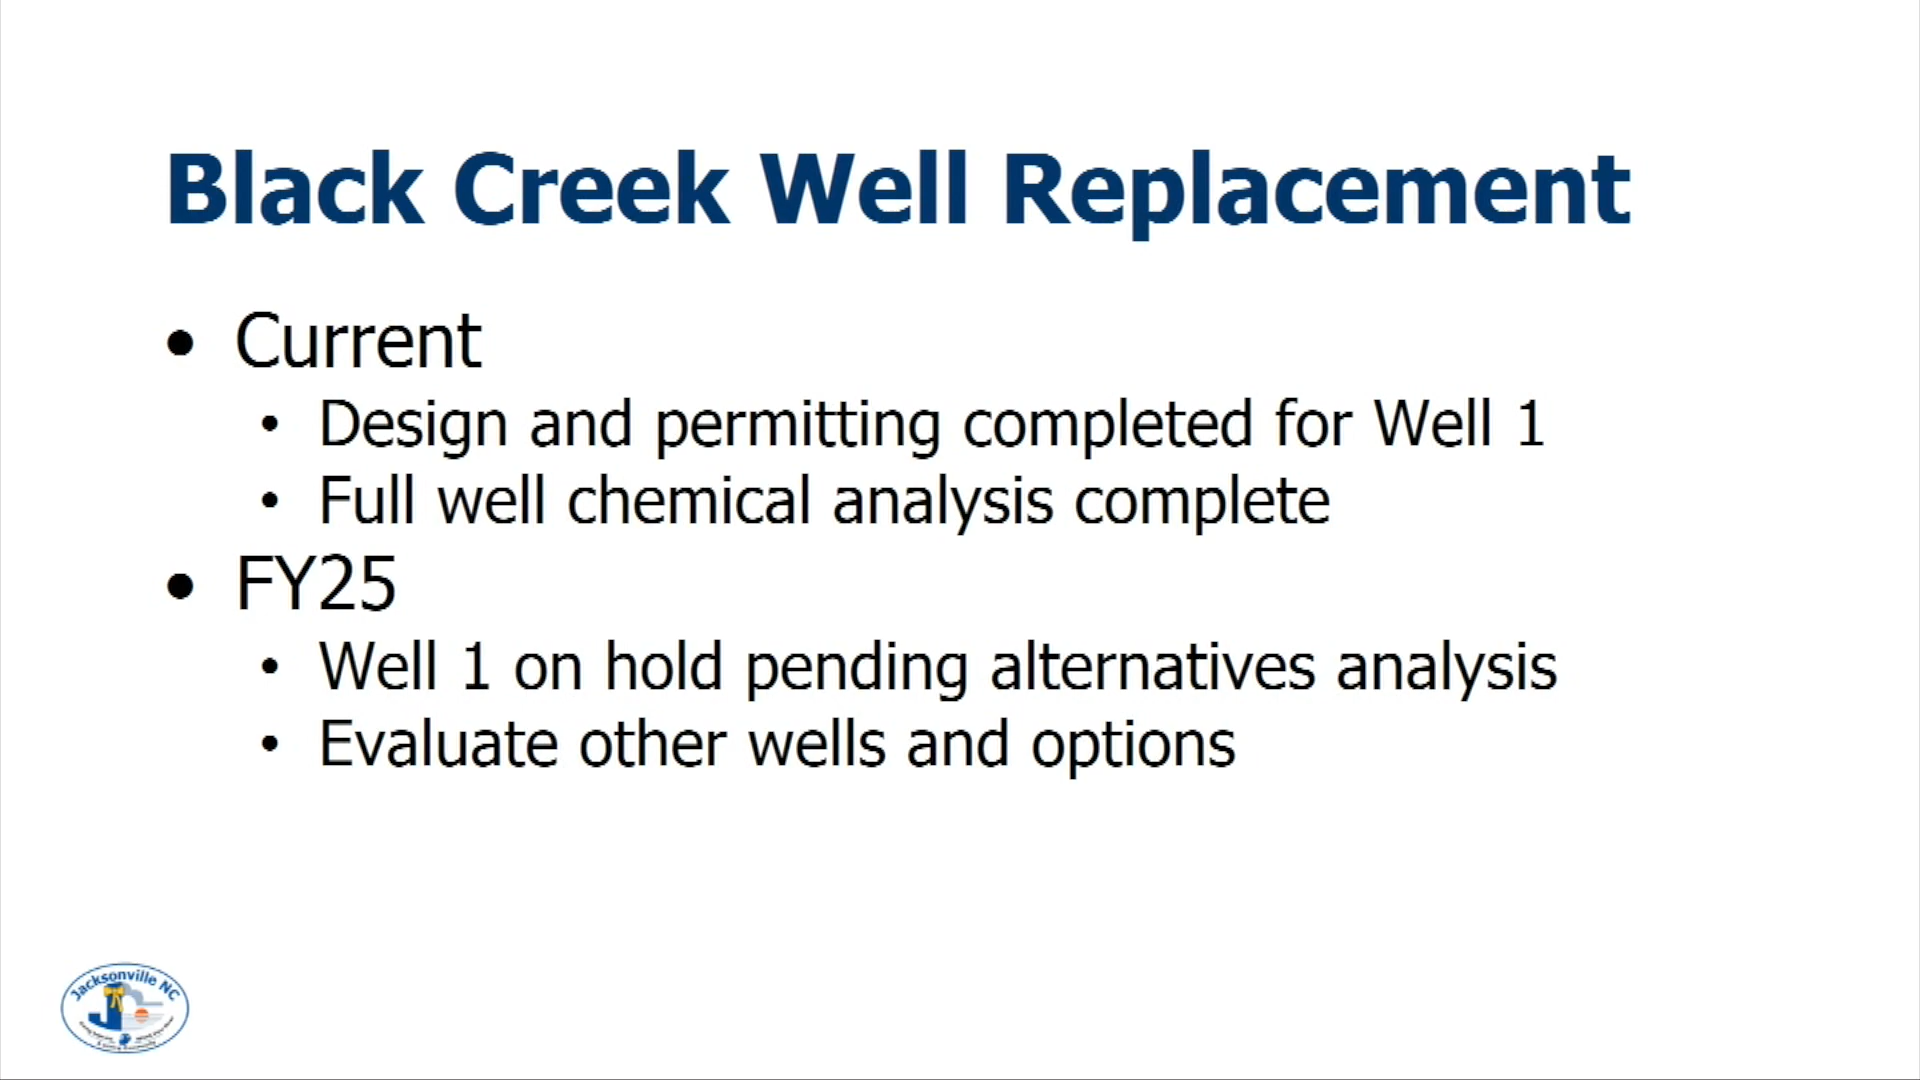 Black Creek Well Replacement
• Current
• Design and permitting completed for Well 1
• Full well chemical analysis complete
• FY25
• Well 1 on hold pending alternatives analysis
• Evaluate other wells and options
Jacksonville NC